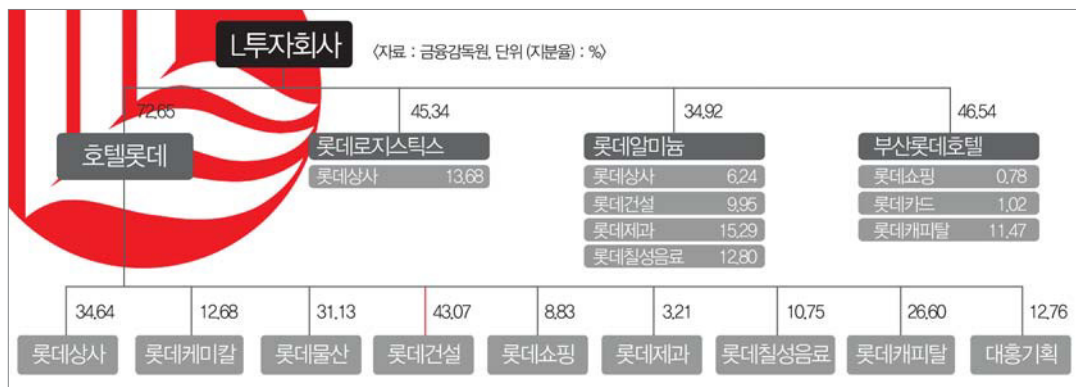 L투자회사 〈자료 : 금융감독원, 단위 (지분율) : %〉
72.65 45.34 34.92 46.54
호텔롯데 롯데로지스틱스 롯데알미늄 부산롯데호텔
롯데상사 13.68 롯데상사 6.24 롯데쇼핑 0.78
롯데건설 9.95 롯데카드 1.02
롯데제과 15.29 롯데캐피탈 11.47
롯데칠성음료 12.80
34.64 12.68 31.13 43.07 8.83 3.21 10.75 26.60 12.76
롯데상사 롯데케미칼 롯데물산 롯데건설 롯데쇼핑 롯데제과 롯데칠성음료 롯데캐피탈 대홍기획